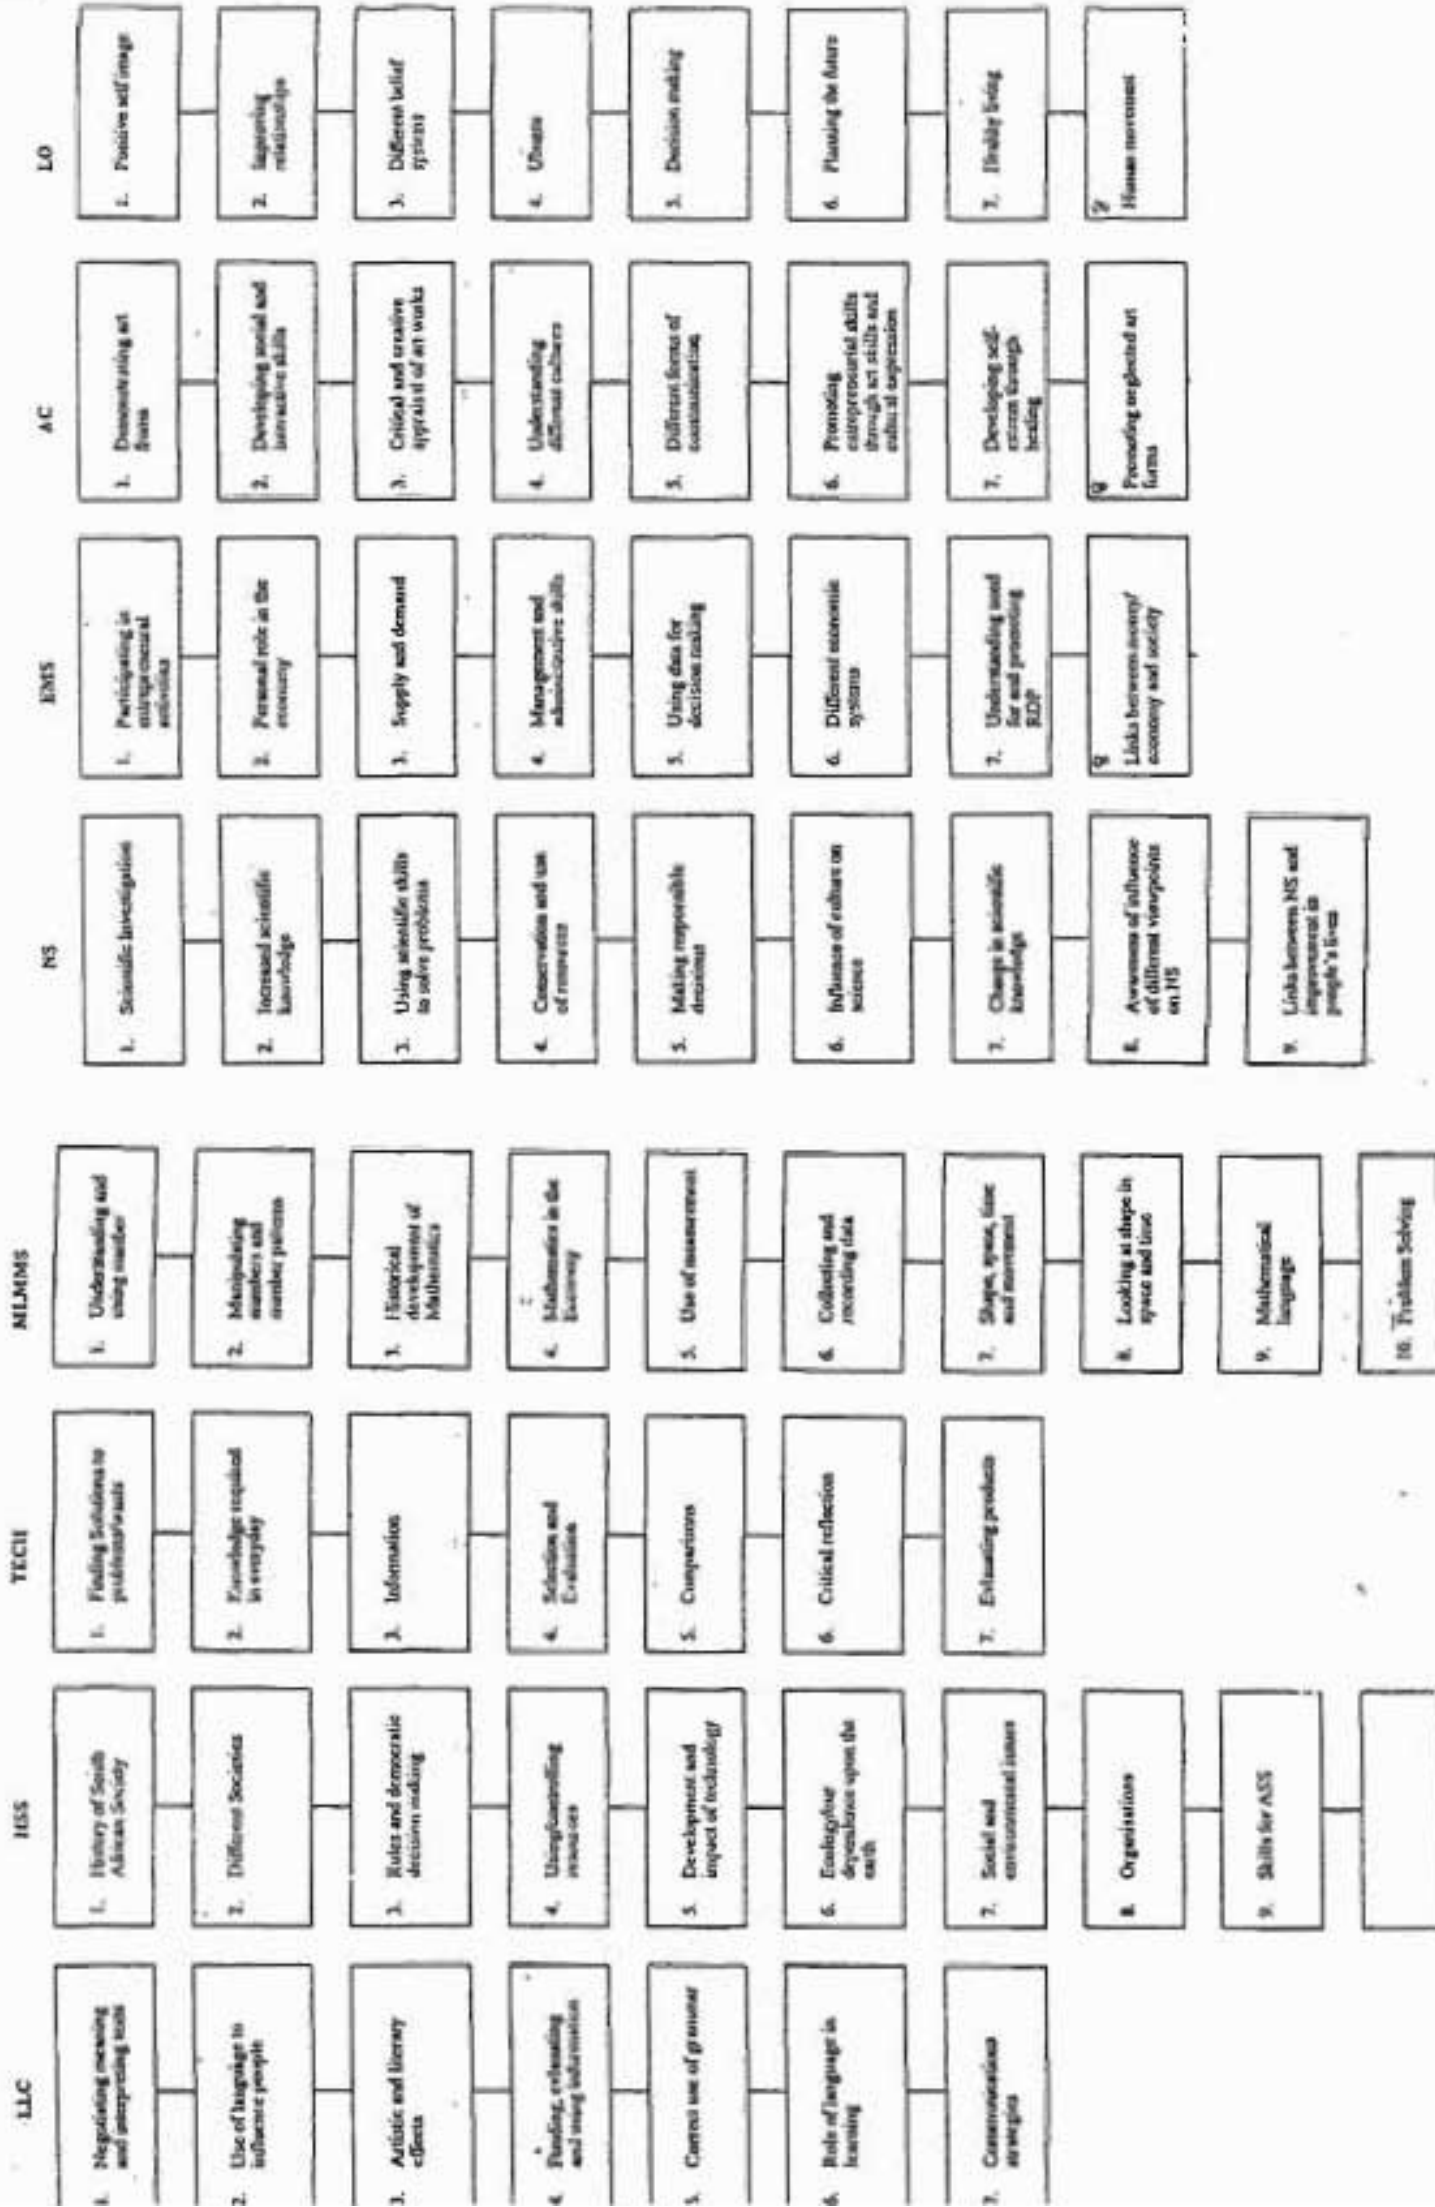 LLC
1. Negotiating meaning
and interpreting texts
2. Use of language to
influence people
3. Artistic and literary
effects
4. Finding, evaluating
and using information
5. Correct use of grammar
6. Role of language in
learning
7. Communications
strategies
HSS
1. History of South
African Society
2. Different Societies
3. Rules and democratic
decision making
4. Using/controlling
resources
5. Development and
impact of technology
6. Ecology/our
dependence upon the
earth
7. Social and
environmental issues
8. Organisations
9. Skills for ASS
TECH
1. Finding Solutions to
problems/wants
2. Knowledge required
in everyday
3. Information
4. Selection and
Evaluation
5. Comparisons
6. Critical reflection
7. Evaluating products
MLMMS
1. Understanding and
using number
2. Manipulating
numbers and
number patterns
3. Historical
development of
Mathematics
4. Mathematics in the
Economy
5. Use of measurement
6. Collecting and
recording data
7. Shape, space, time
and movement
8. Looking at shape in
space and time
9. Mathematical
language
10. Problem Solving
NS
1. Scientific Investigation
2. Increased scientific
knowledge
3. Using scientific skills
to solve problems
4. Conservation and use
of resources
5. Making responsible
decisions
6. Influence of culture on
science
7. Change in scientific
knowledge
8. Awareness of influence
of different viewpoints
on NS
9. Links between NS and
improvement in
people's lives
EMS
1. Participating in
entrepreneurial
activities
2. Personal role in the
economy
3. Supply and demand
4. Management and
administrative skills
5. Using data for
decision making
6. Different economic
systems
7. Understanding need
for and promoting
RDP
8
Links between money/
economy and society
AC
1. Demonstrating art
forms
2. Developing social and
interactive skills
3. Critical and creative
appraisal of art works
4. Understanding
different cultures
5. Different forms of
communication
6. Promoting
entrepreneurial skills
through art skills and
cultural expression
7. Developing self-
esteem through
healing
8
Promoting neglected art
forms
LO
1. Positive self image
2. Improving
relationships
3. Different belief
systems
4. Ubuntu
5. Decision making
6. Planning the future
7. Healthy living
Human movement